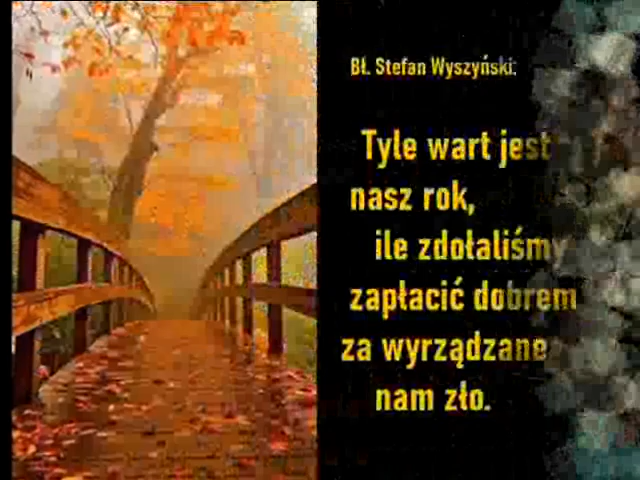 Bł. Stefan Wyszyński:
Tyle wart jest
nasz rok,
ile zdołaliśmy
zapłacić dobrem
za wyrządzane
nam zło.